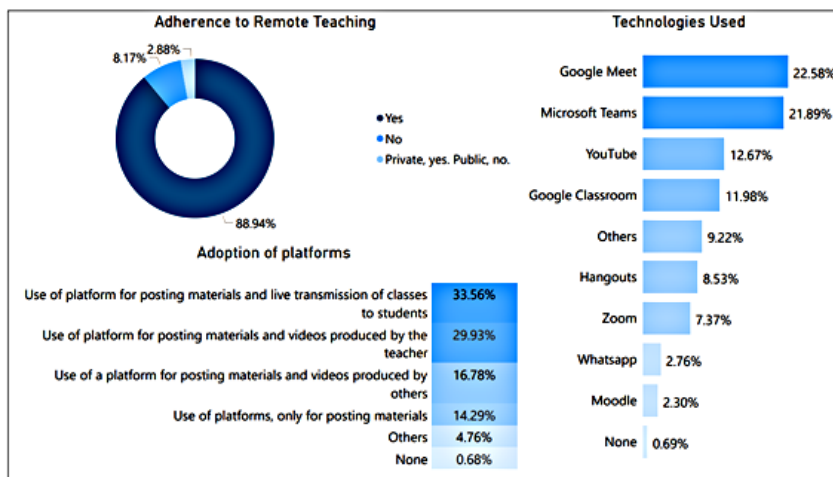 Adherence to Remote Teaching
2.88%
8.17%
88.94%
Yes
No
Private, yes. Public, no.
Adoption of platforms
Use of platform for posting materials and live transmission of classes
to students
33.56%
Use of platform for posting materials and videos produced by the
teacher
29.93%
Use of a platform for posting materials and videos produced by
others
16.78%
Use of platforms, only for posting materials
14.29%
Others
4.76%
None
0.68%
Technologies Used
Google Meet
22.58%
Microsoft Teams
21.89%
YouTube
12.67%
Google Classroom
11.98%
Others
9.22%
Hangouts
8.53%
Zoom
7.37%
Whatsapp
2.76%
Moodle
2.30%
None
0.69%